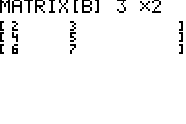 MATRIX[B] 3 ×2
[ 2 3 ]
[ 4 5 ]
[ 6 7 ]